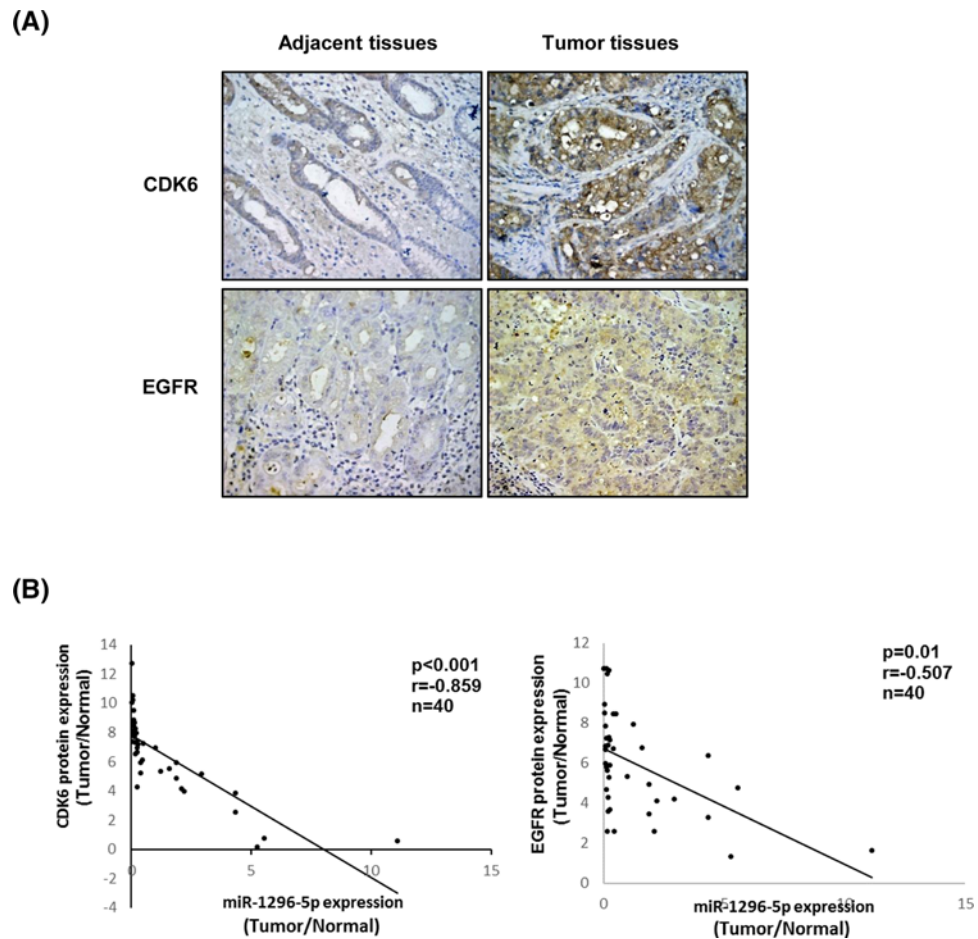 (A)
Adjacent tissues Tumor tissues
CDK6
EGFR
(B)
CDK6 protein expression
(Tumor/Normal)
14
12
10
8
6
4
2
0
-2
-4
0 5 10 15
p<0.001
r=-0.859
n=40
miR-1296-5p expression
(Tumor/Normal)
EGFR protein expression
(Tumor/Normal)
12
10
8
6
4
2
0
0 5 10 15
p=0.01
r=-0.507
n=40
miR-1296-5p expression
(Tumor/Normal)